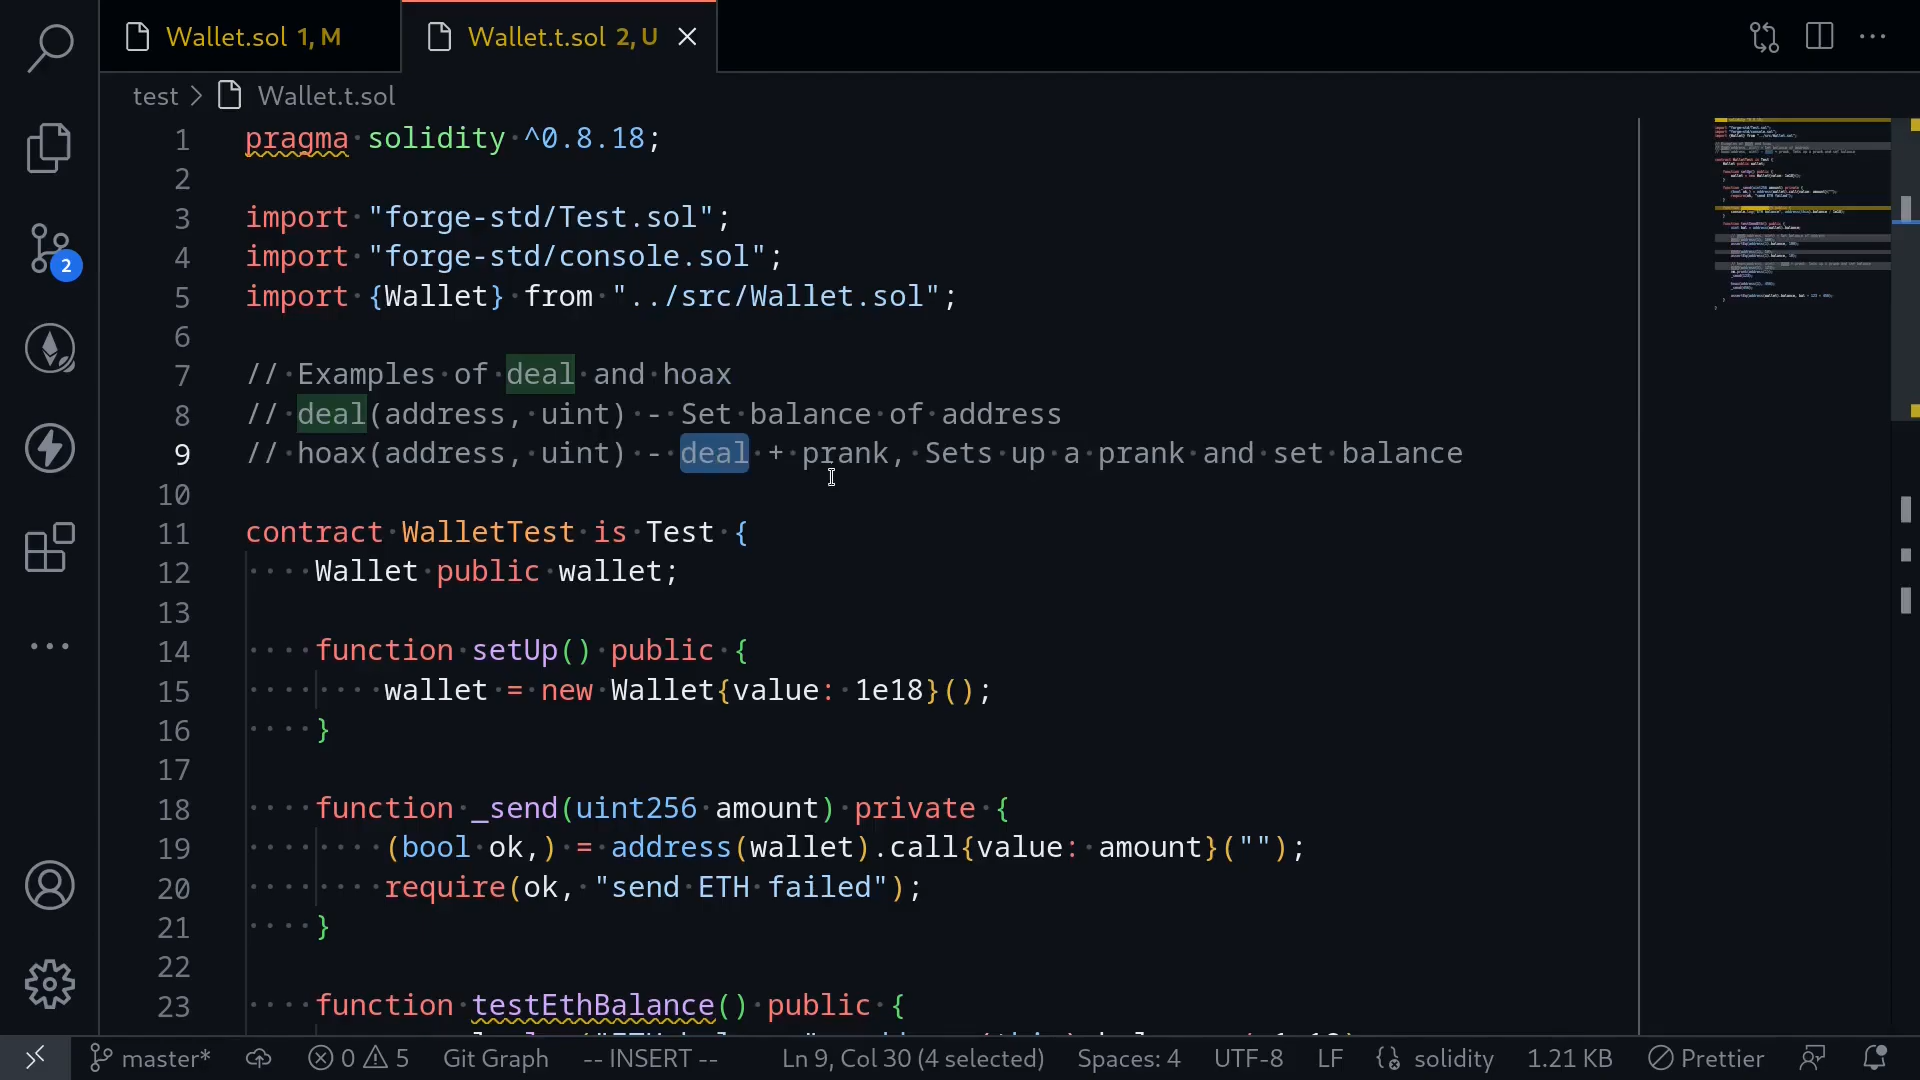 Wallet.sol 1, M
Wallet.t.sol 2, U
test > Wallet.t.sol
1 pragma solidity ^0.8.18;
2
3 import "forge-std/Test.sol";
4 import "forge-std/console.sol";
5 import {Wallet} from "../src/Wallet.sol";
6
7 // Examples of deal and hoax
8 // deal(address, uint) - Set balance of address
9 // hoax(address, uint) - deal + prank, Sets up a prank and set balance
10
11 contract WalletTest is Test {
12     Wallet public wallet;
13
14     function setUp() public {
15         wallet = new Wallet{value: 1e18}();
16     }
17
18     function _send(uint256 amount) private {
19         (bool ok,) = address(wallet).call{value: amount}("");
20         require(ok, "send ETH failed");
21     }
22
23     function testEthBalance() public {
2
master* 0 5 Git Graph -- INSERT -- Ln 9, Col 30 (4 selected) Spaces: 4 UTF-8 LF solidity 1.21 KB Prettier